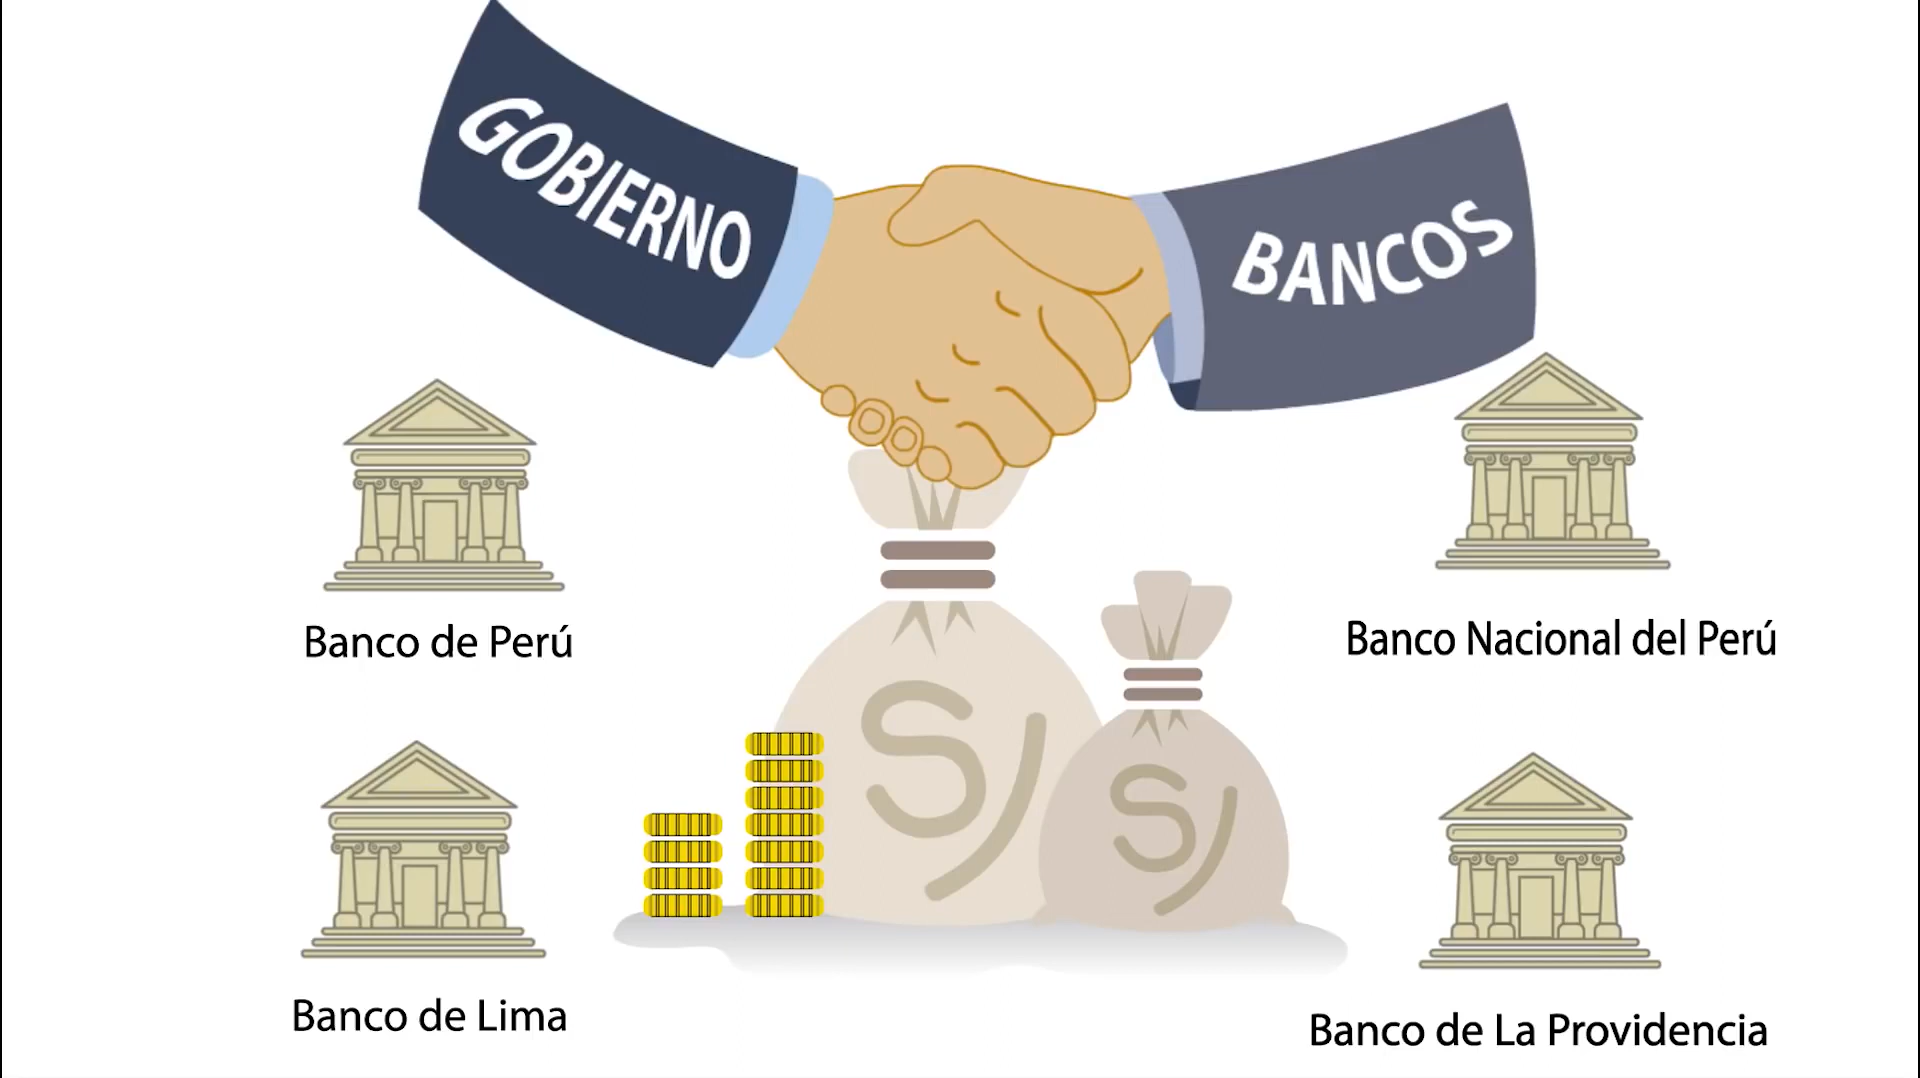 GOBIERNO
BANCOS
Banco de Perú
Banco Nacional del Perú
S/
S/
Banco de Lima
Banco de La Providencia